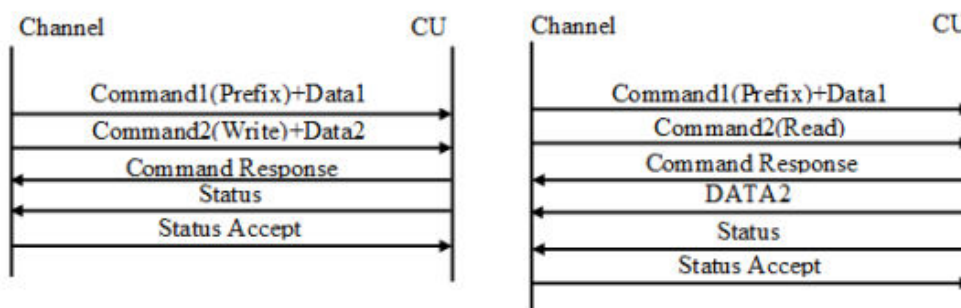 Channel CU
Command1(Prefix)+Data1
Command2(Write)+Data2
Command Response
Status
Status Accept
Channel CU
Command1(Prefix)+Data1
Command2(Read)
Command Response
DATA2
Status
Status Accept